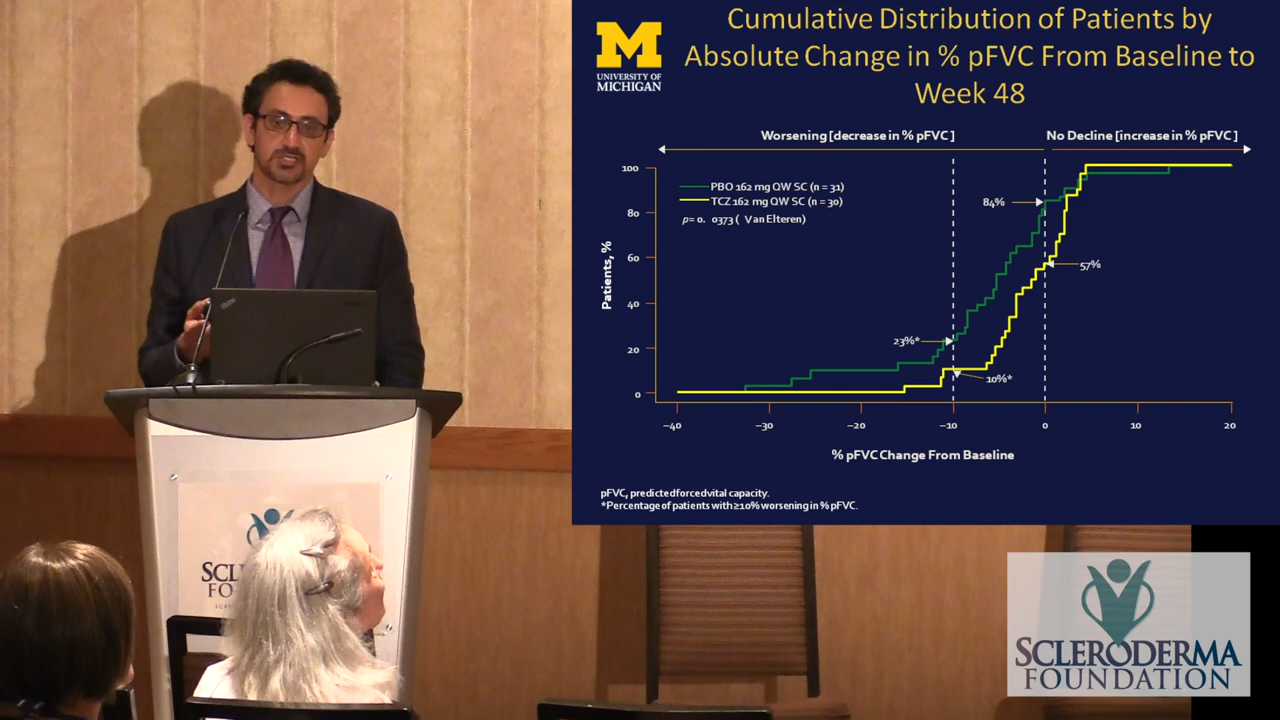 M
UNIVERSITY OF
MICHIGAN
Cumulative Distribution of Patients by
Absolute Change in % pFVC From Baseline to
Week 48
Worsening [decrease in % pFVC ]
No Decline [increase in % pFVC ]
100
80
60
40
20
0
Patients, %
PBO 162 mg QW SC (n = 31)
TCZ 162 mg QW SC (n = 30)
p= 0. 0373 ( Van Elteren)
84%
57%
23%*
10%*
–40
–30
–20
–10
0
10
20
% pFVC Change From Baseline
pFVC, predicted forced vital capacity.
*Percentage of patients with ≥10% worsening in % pFVC.
SCL
FO
SCLERODERMA
FOUNDATION